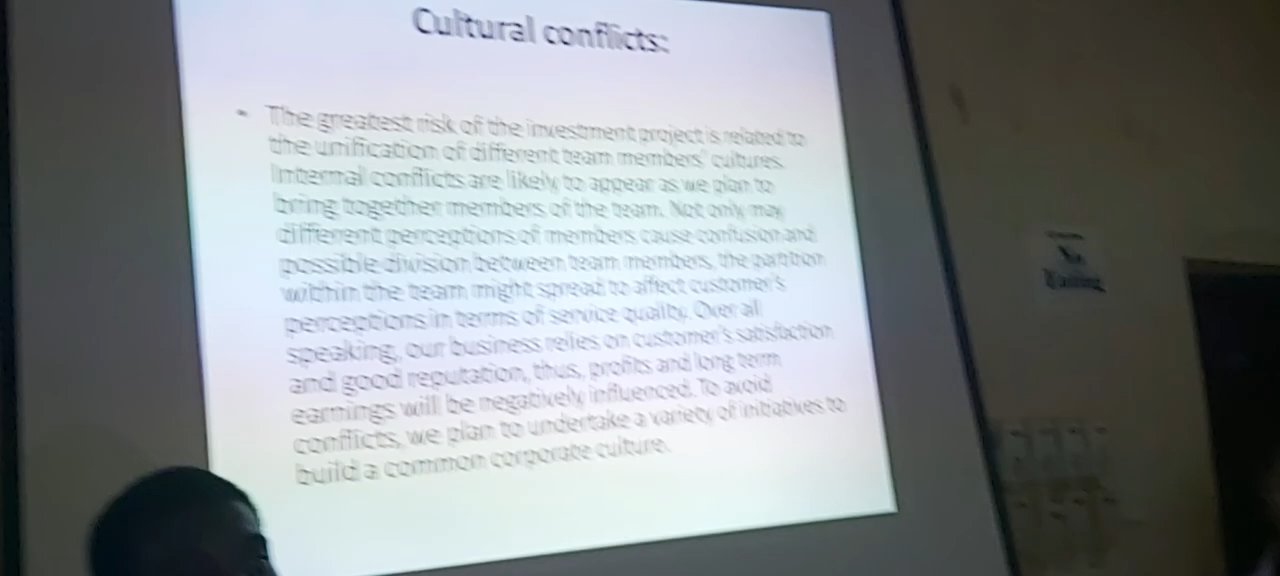 Cultural conflicts:
• The greatest risk of the investment project is related to
the unification of different team members' cultures.
Internal conflicts are likely to appear as we plan to
bring together members of the team. Not only may
different perceptions of members cause confusion and
possible division between team members, the partition
within the team might spread to affect customer's
perceptions in terms of service quality. Over all
speaking, our business relies on customer's satisfaction
and good reputation, thus, profits and long term
earnings will be negatively influenced. To avoid
conflicts, we plan to undertake a variety of initiatives to
build a common corporate culture.
No